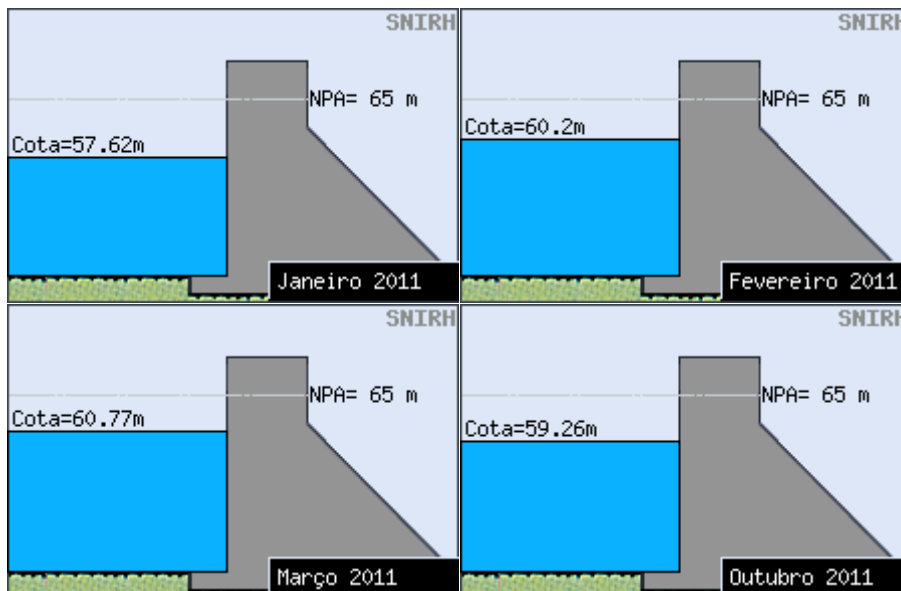 SNIRH
NPA= 65 m
Cota=57.62m
Janeiro 2011
SNIRH
NPA= 65 m
Cota=60.2m
Fevereiro 2011
SNIRH
NPA= 65 m
Cota=60.77m
Março 2011
SNIRH
NPA= 65 m
Cota=59.26m
Outubro 2011